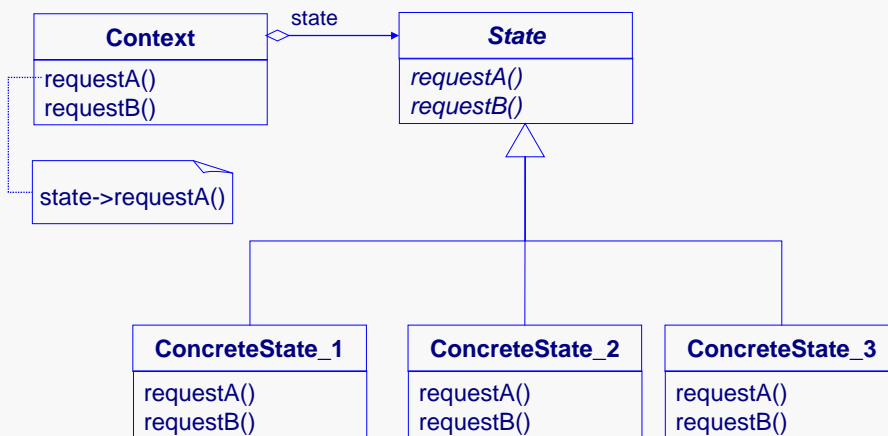 state
Context
State
requestA()
requestB()
requestA()
requestB()
state->requestA()
ConcreteState_1
ConcreteState_2
ConcreteState_3
requestA()
requestB()
requestA()
requestB()
requestA()
requestB()